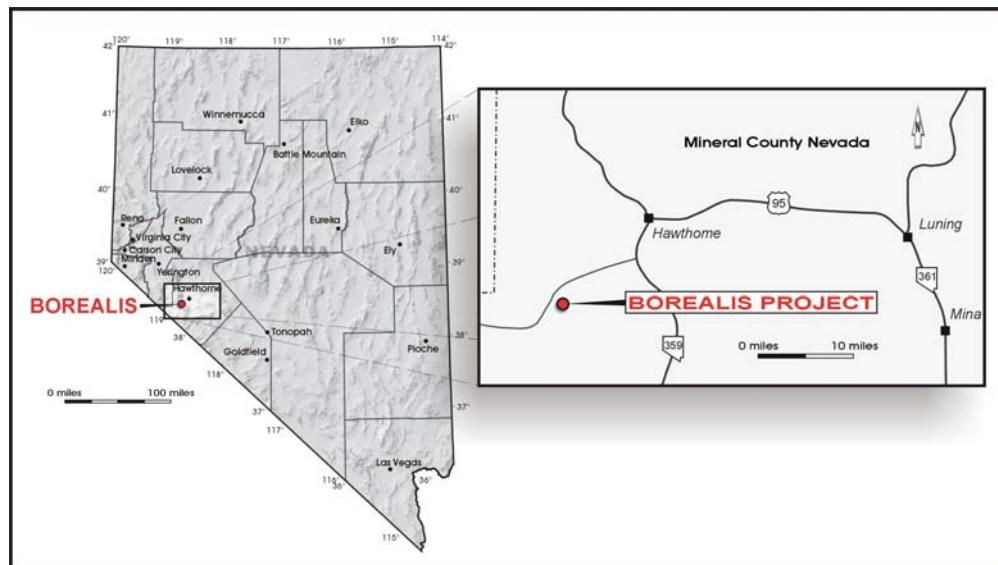 120°
119°
118°
117°
116°
115°
114°
42°
42°
41°
41°
Winnemucca
Elko
Battle Mountain
Lovelock
40°
40°
Reno
Fallon
Eureka
Virginia City
Carson City
Ely
NEVADA
Minden
39°
39°
120°
Yerington
Hawthorne
BOREALIS
119°
38°
38°
Tonopah
Pioche
Goldfield
118°
0 miles 100 miles
37°
37°
117°
Las Vegas
116°
36°
36°
115°
Mineral County Nevada
N
95
Hawthorne
Luning
361
BOREALIS PROJECT
Mina
359
0 miles 10 miles